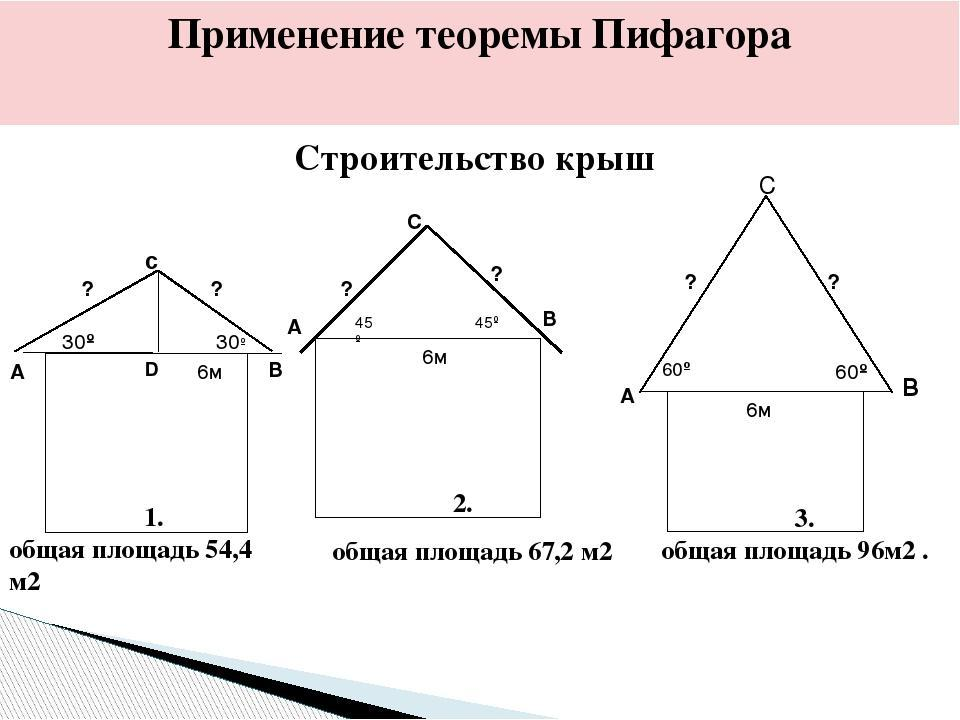 Применение теоремы Пифагора
Строительство крыш
c
?
?
30º
30º
A
D
6м
B
1.
общая площадь 54,4
м2
C
?
?
A
45
º
45º
B
6м
2.
общая площадь 67,2 м2
C
?
?
60º
60º
A
B
6м
3.
общая площадь 96м2 .